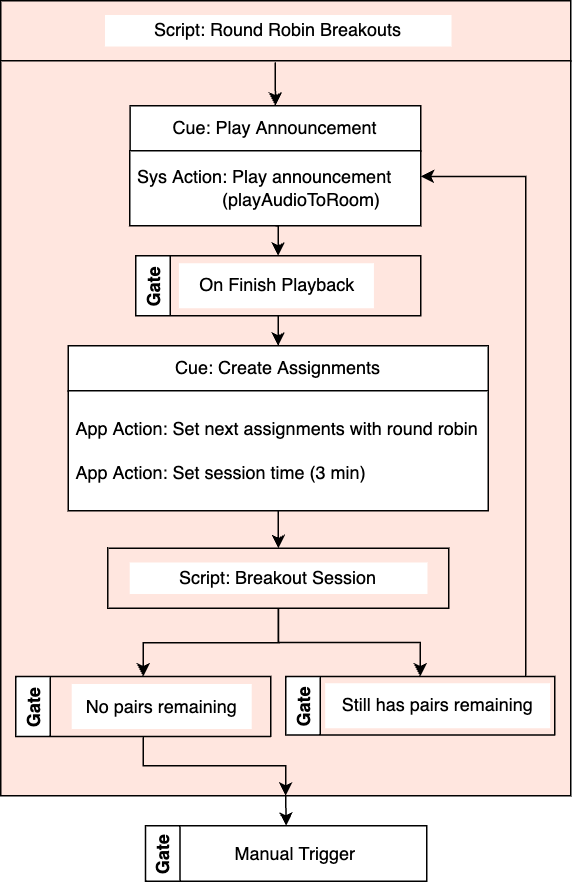 Script: Round Robin Breakouts
Cue: Play Announcement
Sys Action: Play announcement
(playAudioToRoom)
Gate
On Finish Playback
Cue: Create Assignments
App Action: Set next assignments with round robin
App Action: Set session time (3 min)
Script: Breakout Session
Gate
No pairs remaining
Gate
Still has pairs remaining
Gate
Manual Trigger